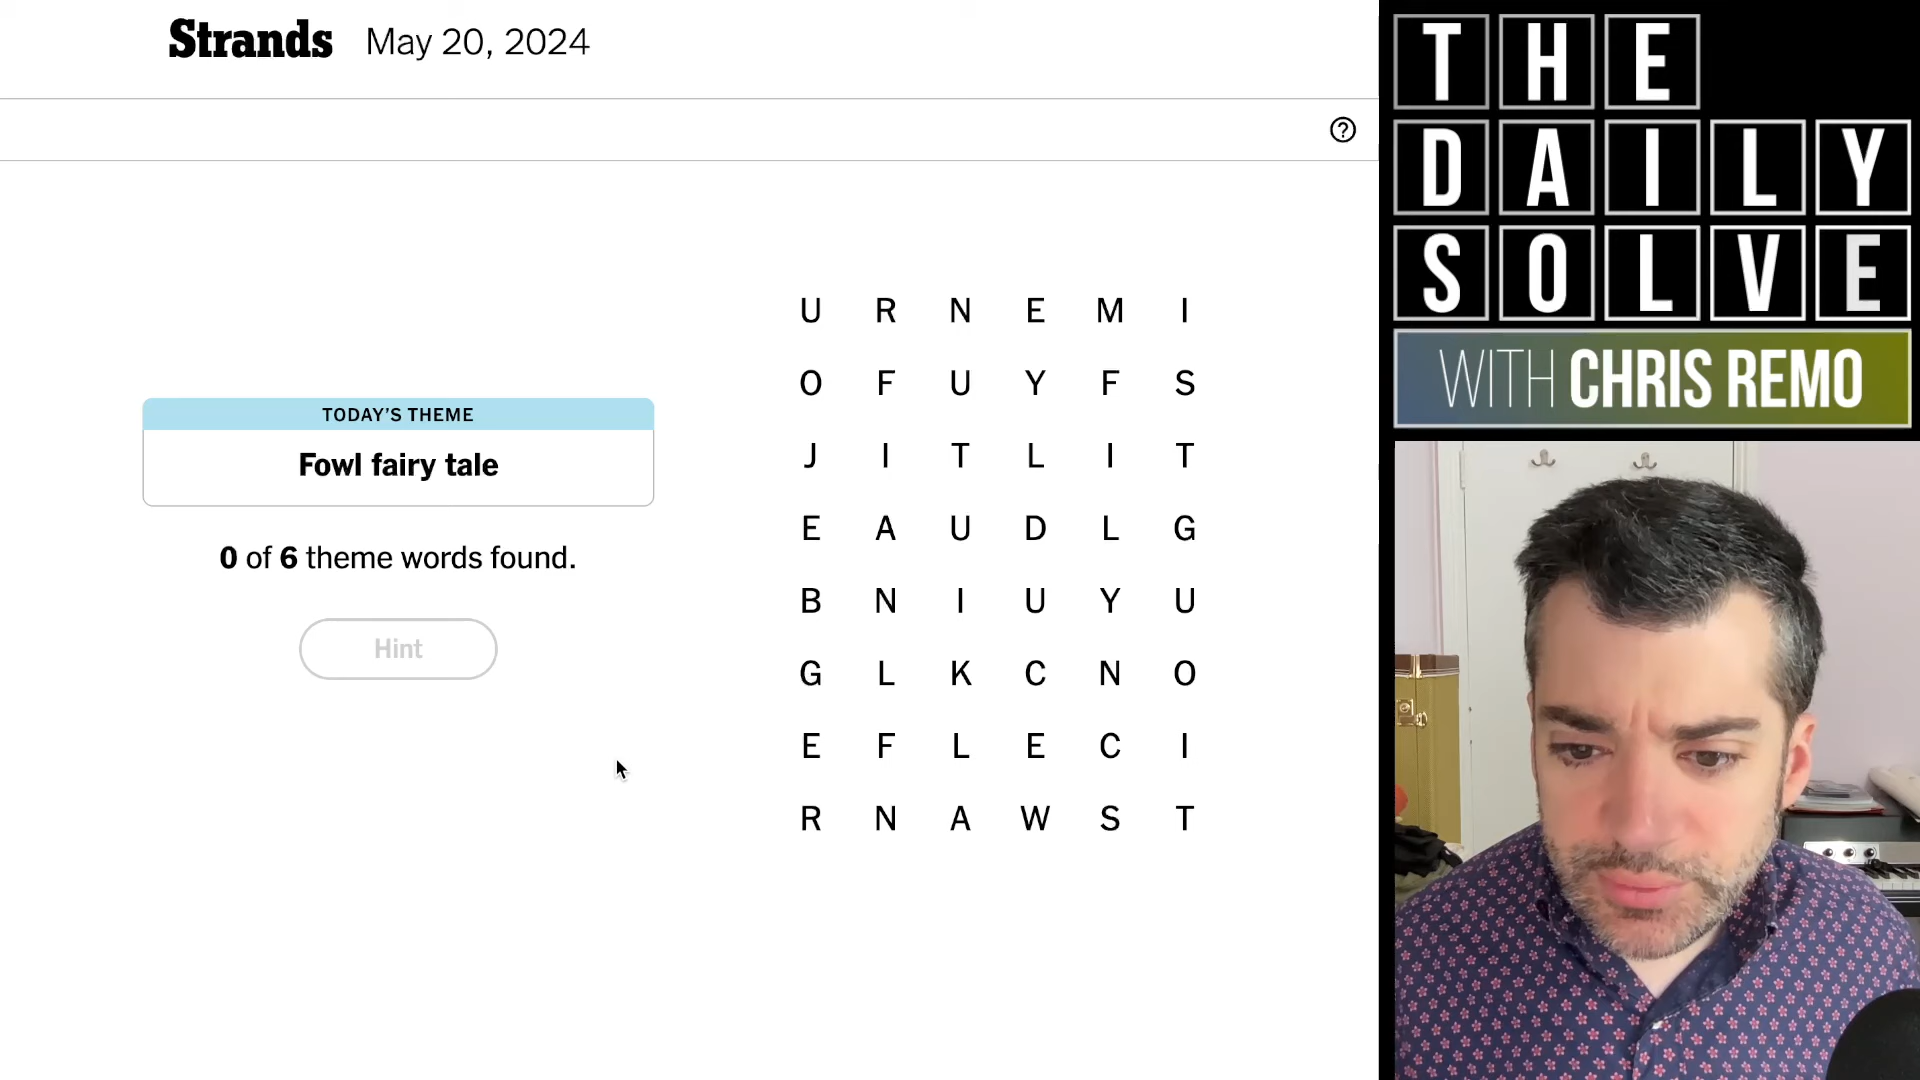 Strands May 20, 2024
TODAY'S THEME
Fowl fairy tale
0 of 6 theme words found.
Hint
U R N E M I
O F U Y F S
J I T L I T
E A U D L G
B N I U Y U
G L K C N O
E F L E C I
R N A W S T
THE
DAILY
SOLVE
WITH CHRIS REMO